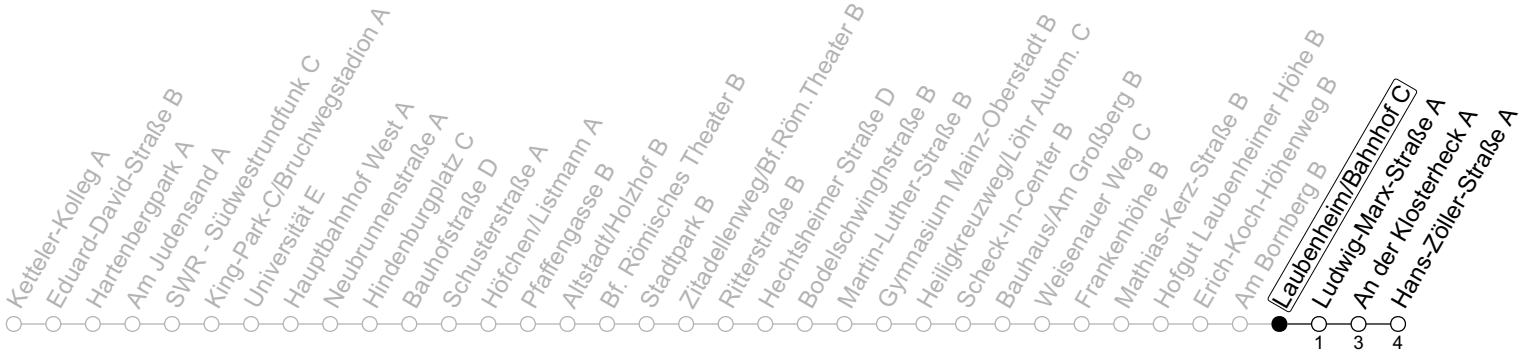 Ketteler-Kolleg A
Eduard-David-Straße B
Hartenbergpark A
Am Judensand A
SWR - Südwestrundfunk C
King-Park-C/Bruchwegstadion A
Universität E
Hauptbahnhof West A
Neubrunnenstraße A
Hindenburgplatz C
Bauhofstraße D
Schusterstraße A
Höfchen/Listmann A
Pfaffengasse B
Altstadt/Holzhof B
Bf. Römisches Theater B
Stadtpark B
Zitadellenweg/Bf.Röm.Theater B
Ritterstraße B
Hechtsheimer Straße D
Bodelschwinghstraße B
Martin-Luther-Straße B
Gymnasium Mainz-Oberstadt B
Heiligkreuzweg/Löhr Autom. C
Scheck-In-Center B
Bauhaus/Am Großberg B
Weisenauer Weg C
Frankenhöhe B
Mathias-Kerz-Straße B
Hofgut Laubenheimer Höhe B
Erich-Koch-Höhenweg B
Am Bornberg B
Laubenheim/Bahnhof C
Ludwig-Marx-Straße A
An der Klosterheck A
Hans-Zöller-Straße A
1 3 4